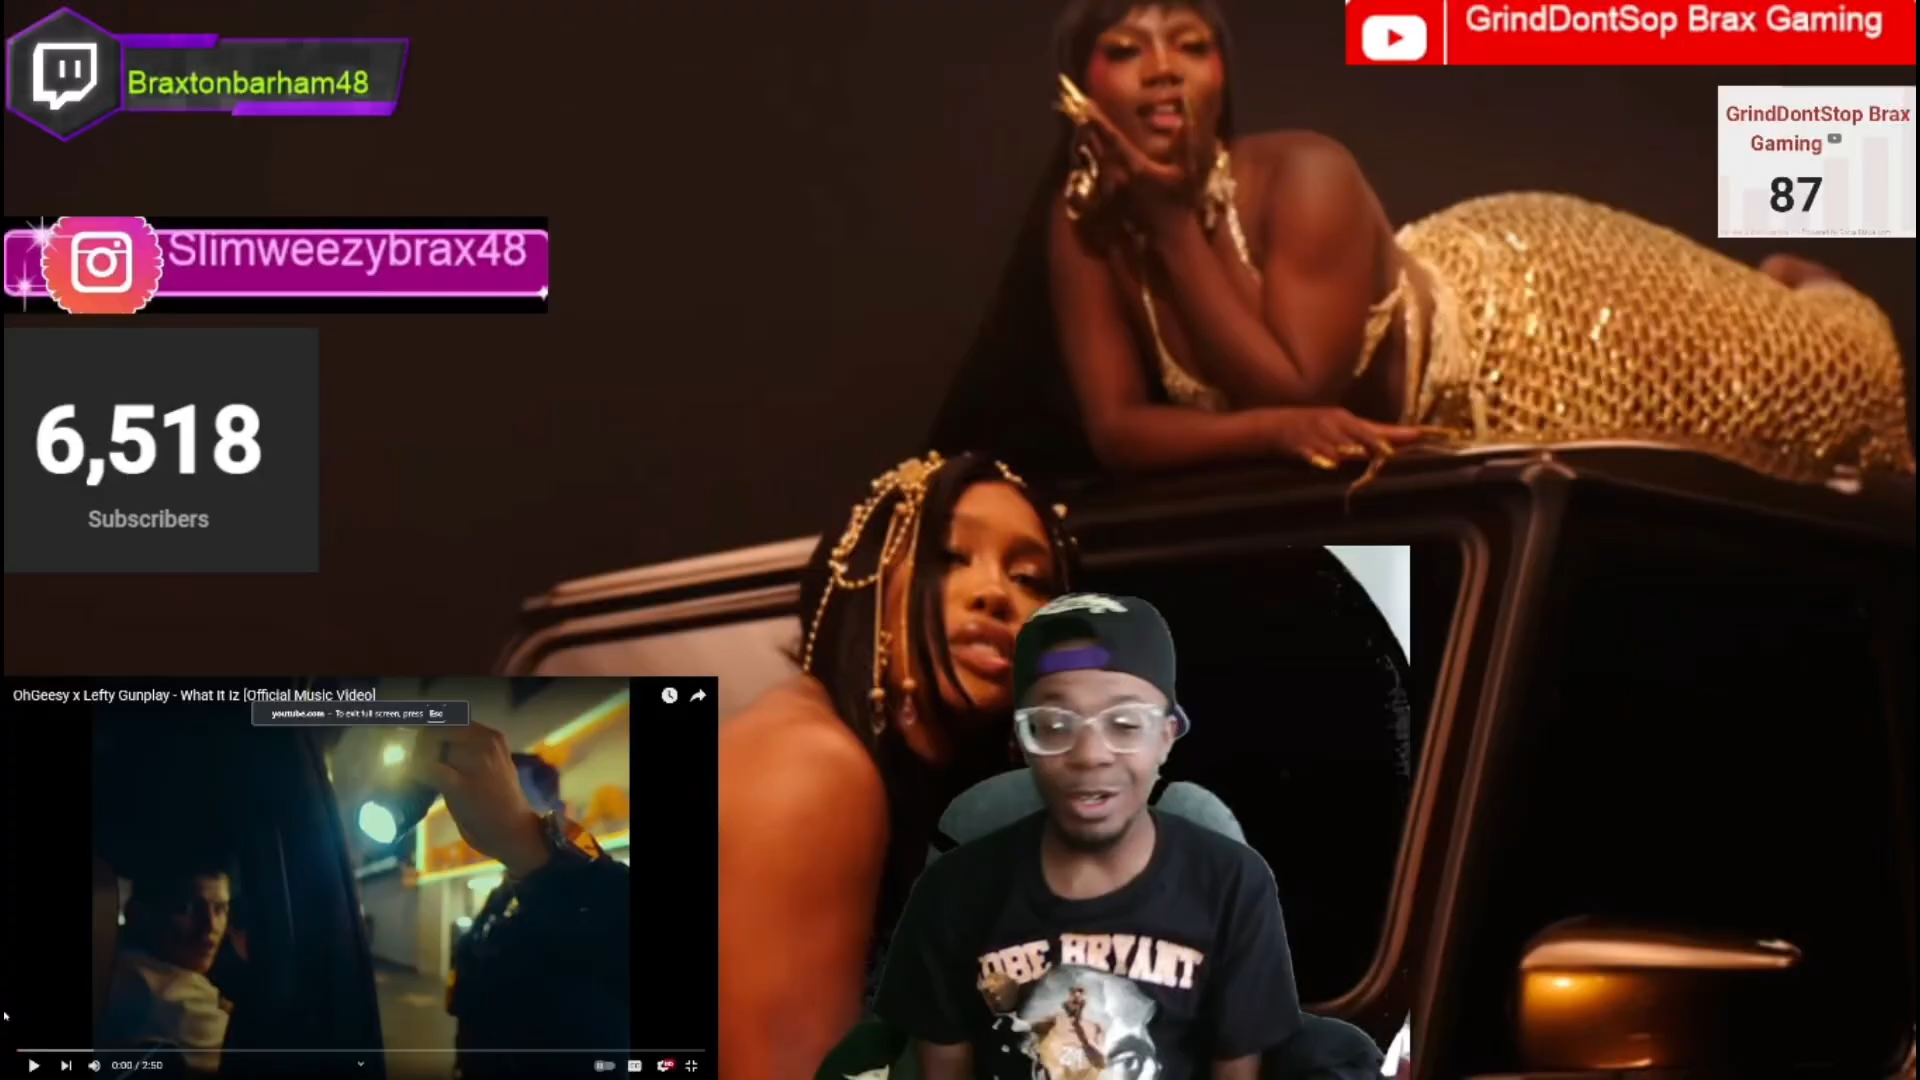 Braxtonbarham48
GrindDontSop Brax Gaming
GrindDontStop Brax
Gaming
87
Slimweezybrax48
6,518
Subscribers
OhGeesy x Lefty Gunplay - What It Iz [Official Music Video]
youtube.com – To exit full screen, press Esc
0:00 / 2:50
KOBE BRYANT